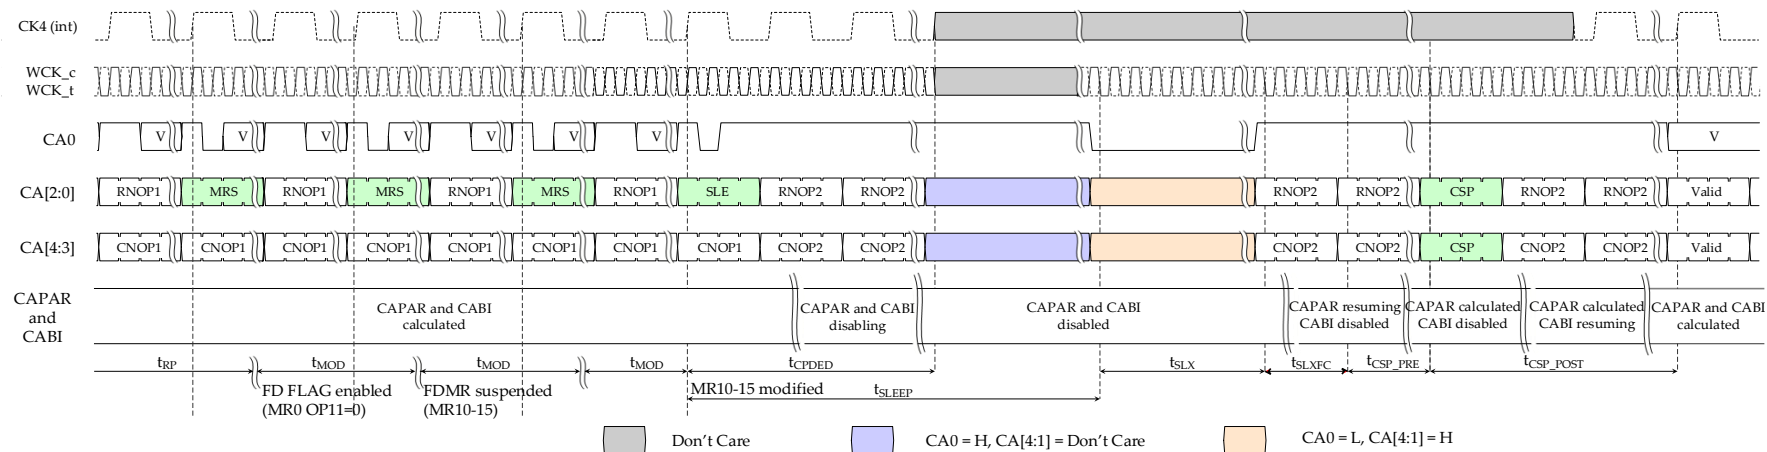 CK4 (int)
WCK_c
WCK_t
CA0 V V V V V V V V
CA[2:0] RNOP1 MRS RNOP1 MRS RNOP1 MRS RNOP1 SLE RNOP2 RNOP2 RNOP2 RNOP2 CSP RNOP2 RNOP2 Valid
CA[4:3] CNOP1 CNOP1 CNOP1 CNOP1 CNOP1 CNOP1 CNOP1 CNOP1 CNOP2 CNOP2 CNOP2 CNOP2 CSP CNOP2 CNOP2 Valid
CAPAR
and
CABI
CAPAR and CABI
calculated
CAPAR and CABI
disabling
CAPAR and CABI
disabled
CAPAR resuming
CABI disabled
CAPAR calculated
CABI disabled
CAPAR calculated
CABI resuming
CAPAR and CABI
calculated
tRP tMOD tMOD tMOD tCPDED tSLX tSLXFC tCSP_PRE tCSP_POST
FD FLAG enabled
(MR0 OP11=0)
FDMR suspended
(MR10-15)
MR10-15 modified tSLEEP
Don't Care
CA0 = H, CA[4:1] = Don't Care
CA0 = L, CA[4:1] = H